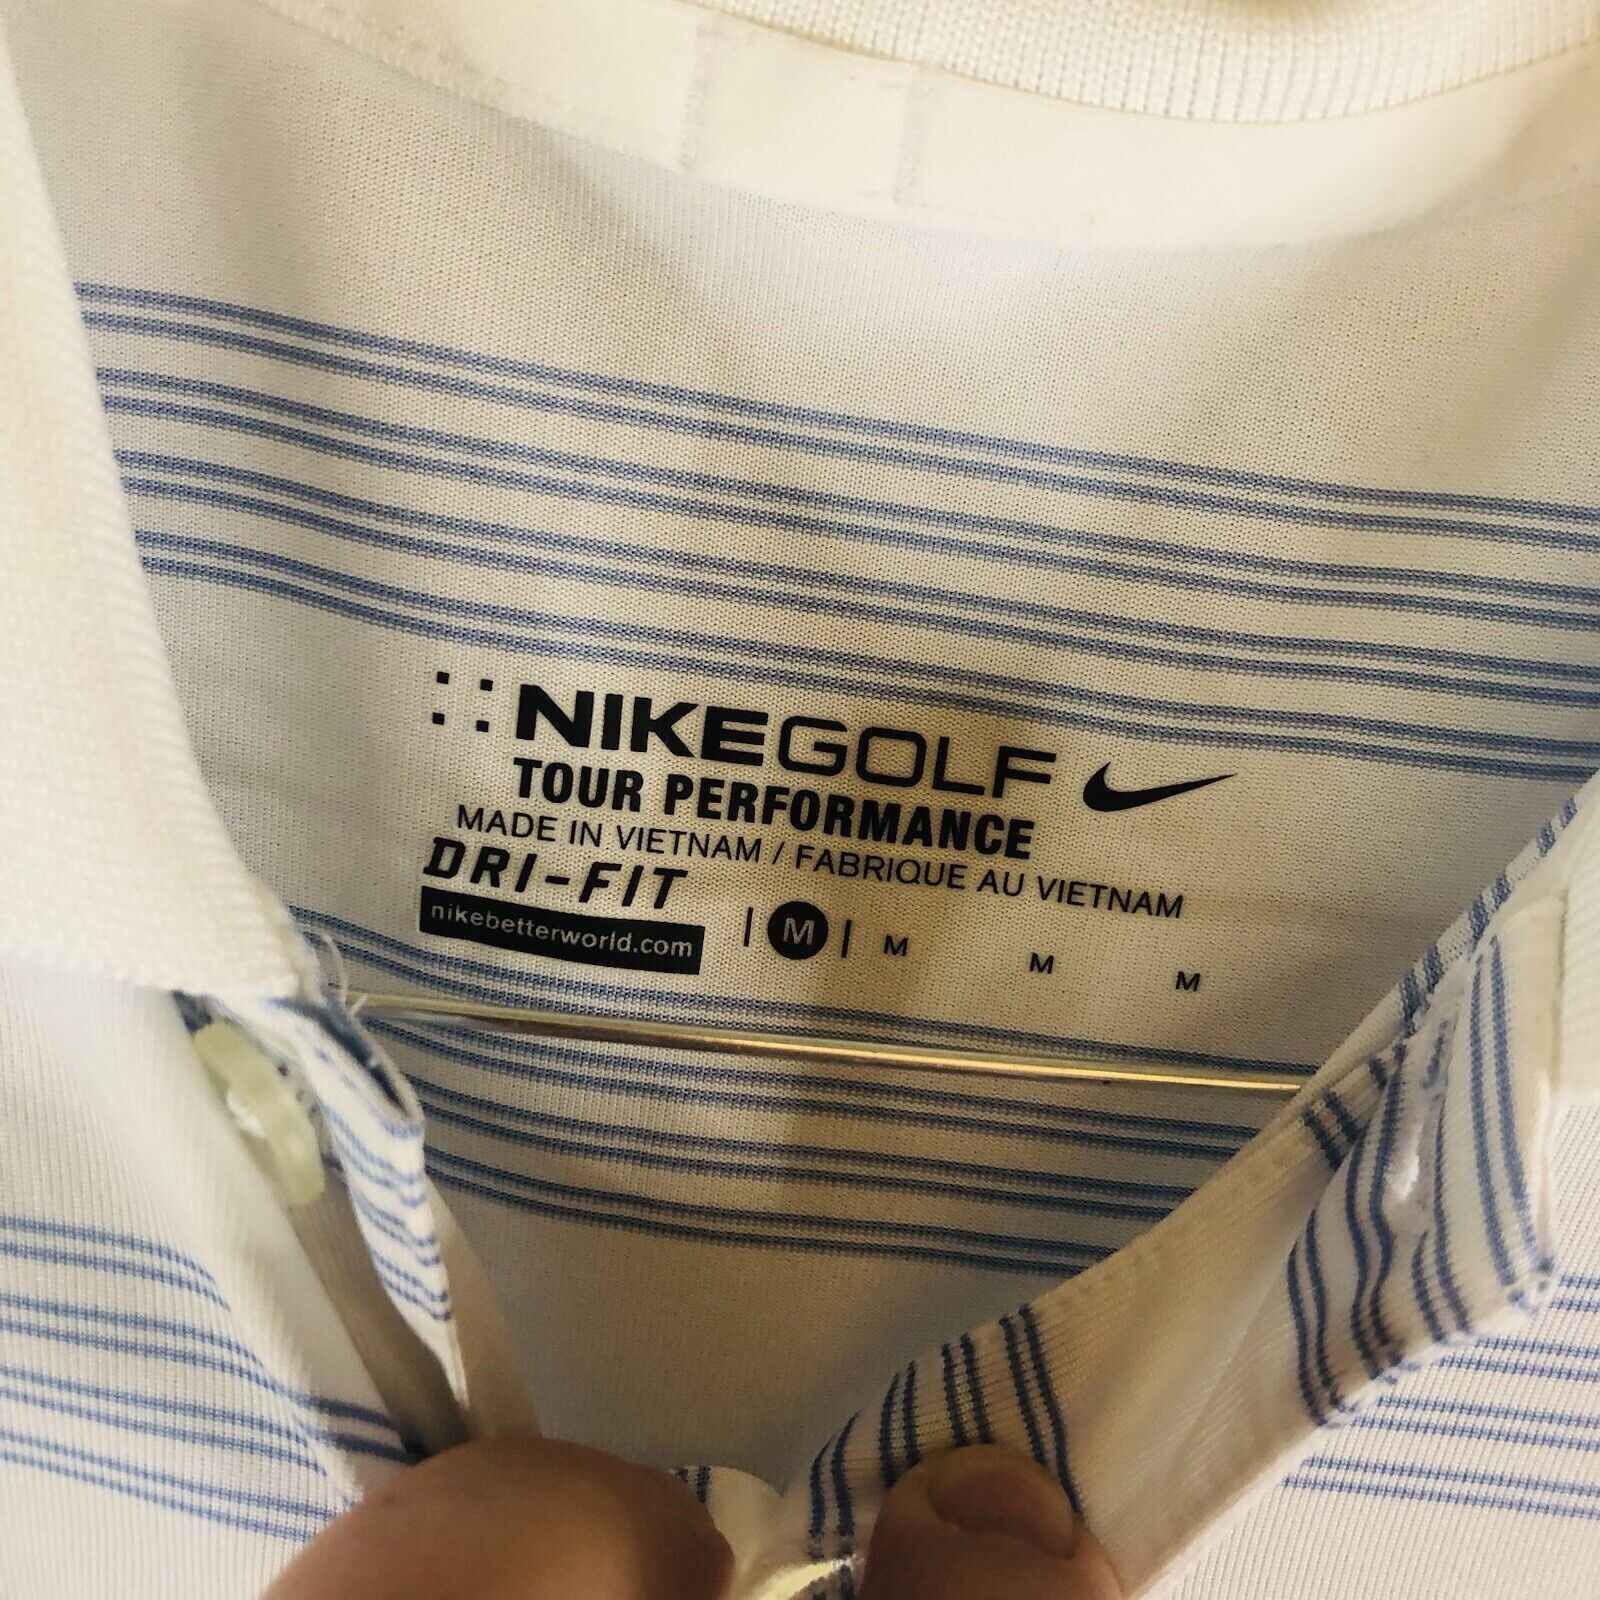 NIKEGOLF
TOUR PERFORMANCE
MADE IN VIETNAM / FABRIQUE AU VIETNAM
DRI-FIT
nikebetterworld.com | M | M M M